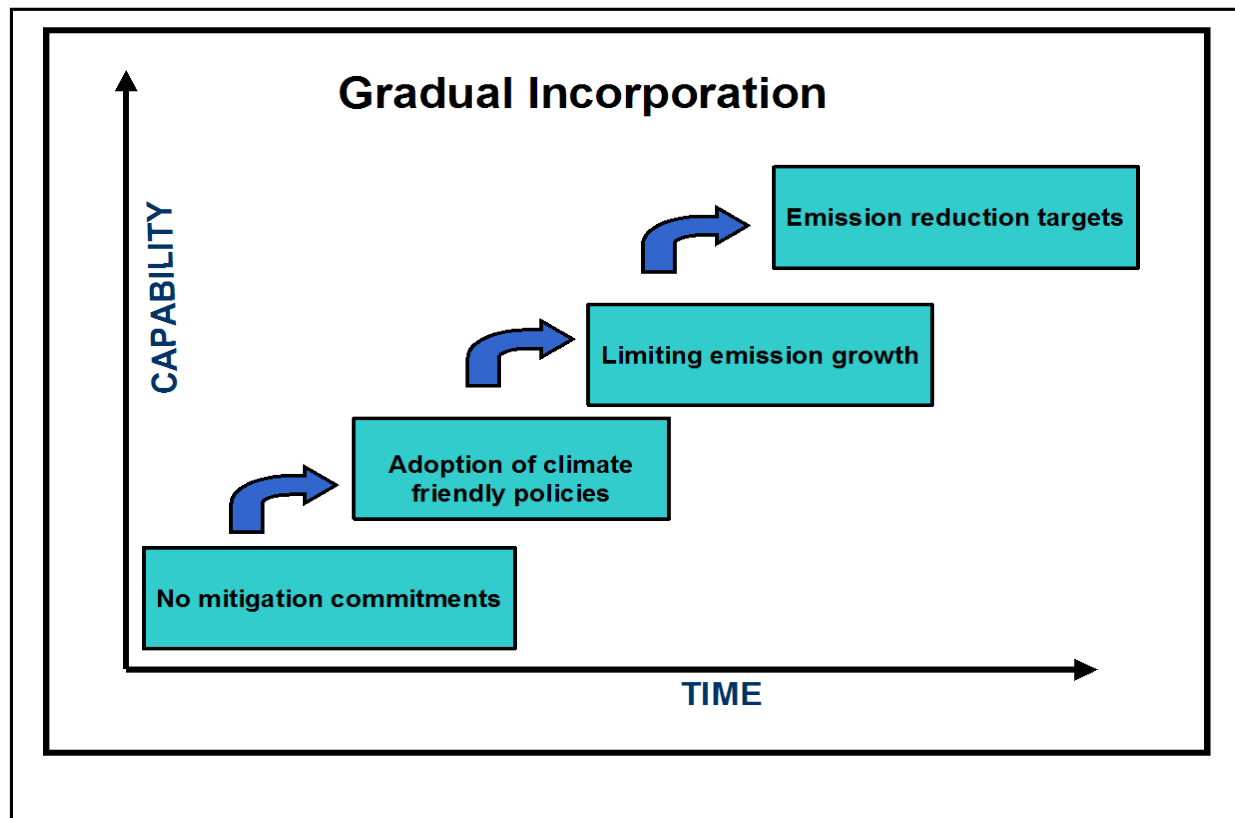 Gradual Incorporation
CAPABILITY
Emission reduction targets
Limiting emission growth
Adoption of climate
friendly policies
No mitigation commitments
TIME